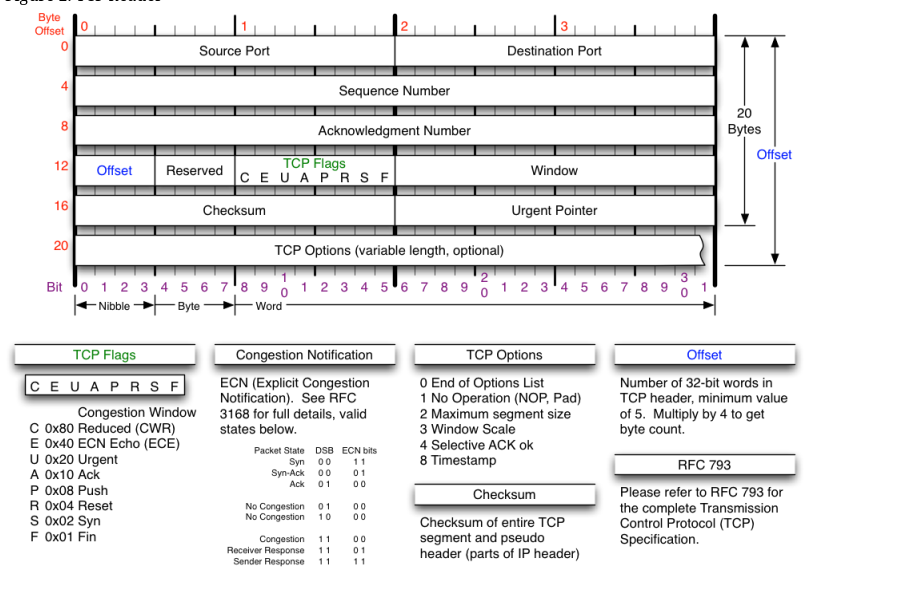 Byte
Offset
0 1 2 3
0 Source Port Destination Port
4 Sequence Number
8 Acknowledgment Number
20
Bytes
Offset
12 Offset Reserved TCP Flags Window
C E U A P R S F
16 Checksum Urgent Pointer
20 TCP Options (variable length, optional)
Bit 0 1 2 3 4 5 6 7 8 9 10 1 2 3 4 5 6 7 8 9 20 1 2 3 4 5 6 7 8 9 30 1
Nibble Byte Word
TCP Flags
C E U A P R S F
Congestion Window
C 0x80 Reduced (CWR)
E 0x40 ECN Echo (ECE)
U 0x20 Urgent
A 0x10 Ack
P 0x08 Push
R 0x04 Reset
S 0x02 Syn
F 0x01 Fin
Congestion Notification
ECN (Explicit Congestion
Notification). See RFC
3168 for full details, valid
states below.
Packet State DSB ECN bits
Syn 0 0 1 1
Syn-Ack 0 0 0 1
Ack 0 1 0 0
No Congestion 0 1 0 0
No Congestion 1 0 0 0
Congestion 1 1 0 0
Receiver Response 1 1 0 1
Sender Response 1 1 1 1
TCP Options
0 End of Options List
1 No Operation (NOP, Pad)
2 Maximum segment size
3 Window Scale
4 Selective ACK ok
8 Timestamp
Checksum
Checksum of entire TCP
segment and pseudo
header (parts of IP header)
Offset
Number of 32-bit words in
TCP header, minimum value
of 5. Multiply by 4 to get
byte count.
RFC 793
Please refer to RFC 793 for
the complete Transmission
Control Protocol (TCP)
Specification.